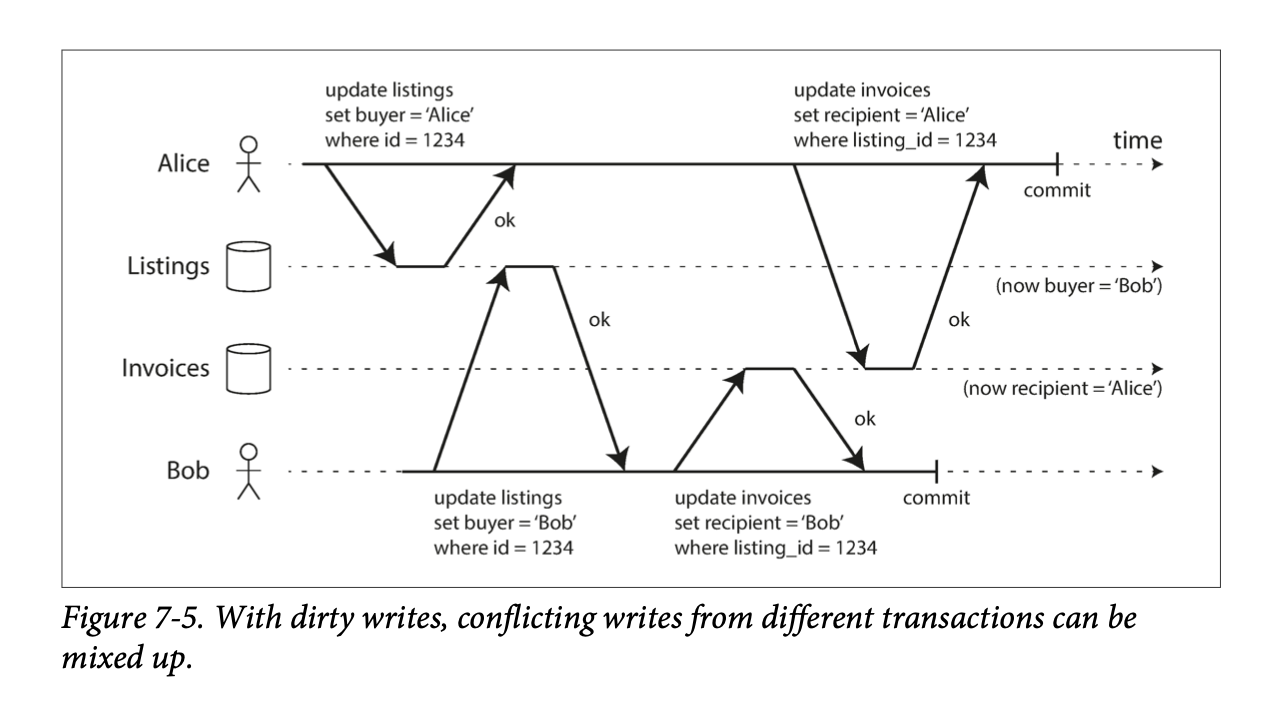 update listings
set buyer = ‘Alice’
where id = 1234
update invoices
set recipient = ‘Alice’
where listing_id = 1234
time
Alice
commit
ok
Listings
(now buyer = ‘Bob’)
ok
ok
Invoices
(now recipient = ‘Alice’)
ok
Bob
commit
update listings
set buyer = ‘Bob’
where id = 1234
update invoices
set recipient = ‘Bob’
where listing_id = 1234
Figure 7-5. With dirty writes, conflicting writes from different transactions can be
mixed up.